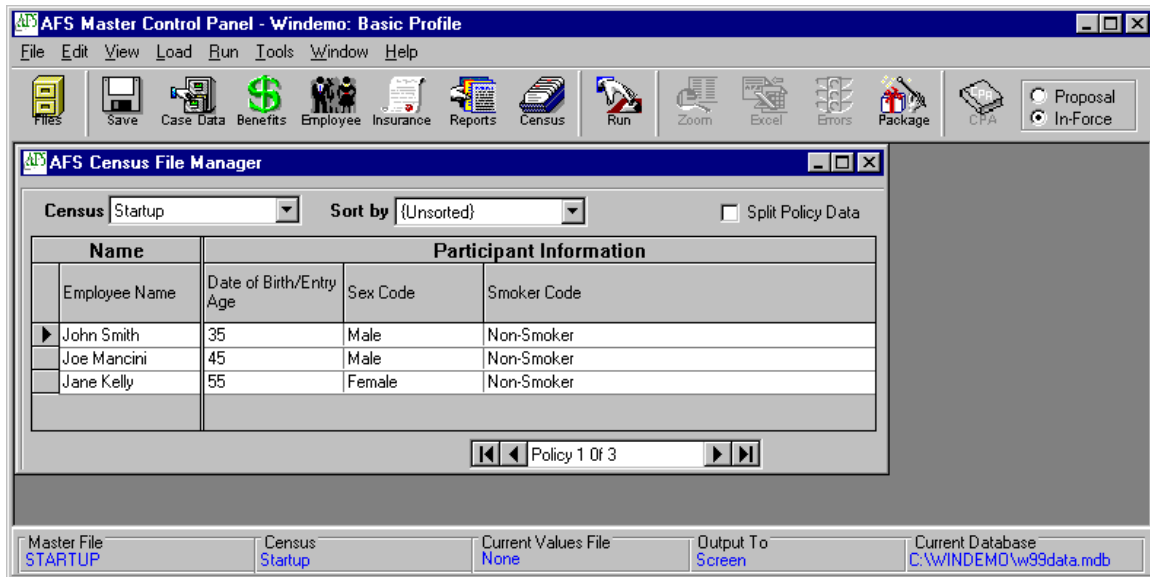 AFS Master Control Panel - Windemo: Basic Profile
File Edit View Load Run Tools Window Help
Files Save Case Data Benefits Employee Insurance Reports Census Run Zoom Excel Errors Package CPA
Proposal
In-Force
AFS Census File Manager
Census Startup Sort by {Unsorted} Split Policy Data
Name Participant Information
Employee Name Date of Birth/Entry Age Sex Code Smoker Code
John Smith 35 Male Non-Smoker
Joe Mancini 45 Male Non-Smoker
Jane Kelly 55 Female Non-Smoker
Policy 1 Of 3
Master File Census Current Values File Output To Current Database
STARTUP Startup None Screen C:\WINDEMO\w99data.mdb